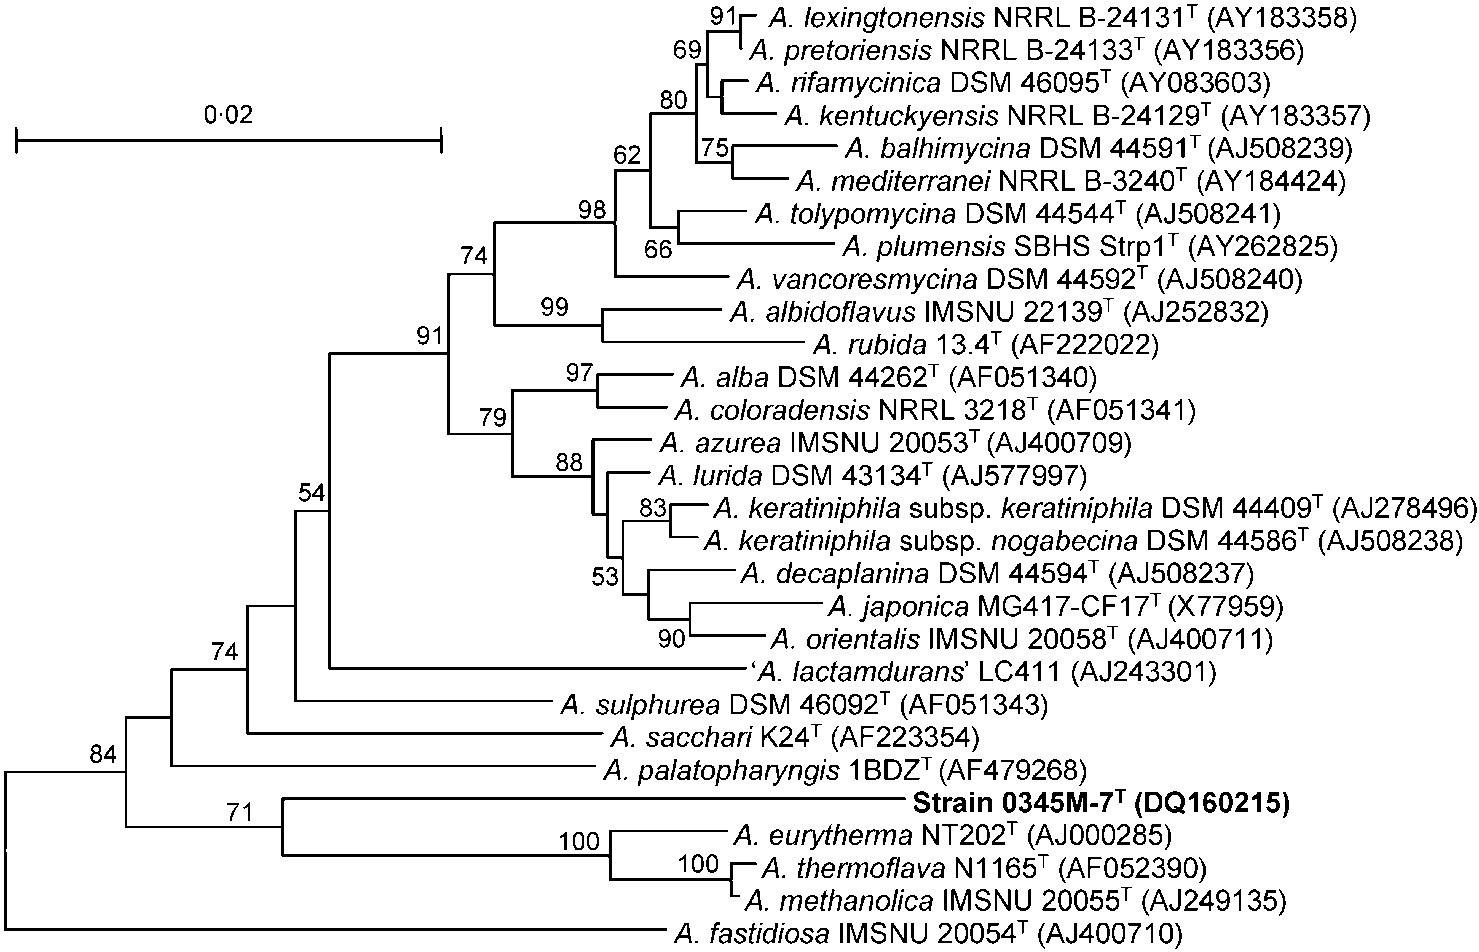 91 A. lexingtonensis NRRL B-24131ᵀ (AY183358)
69 A. pretoriensis NRRL B-24133ᵀ (AY183356)
A. rifamycinica DSM 46095ᵀ (AY083603)
0·02 80 A. kentuckyensis NRRL B-24129ᵀ (AY183357)
62 75 A. balhimycina DSM 44591ᵀ (AJ508239)
A. mediterranei NRRL B-3240ᵀ (AY184424)
98 A. tolypomycina DSM 44544ᵀ (AJ508241)
74 66 A. plumensis SBHS Strp1ᵀ (AY262825)
A. vancoresmycina DSM 44592ᵀ (AJ508240)
99 A. albidoflavus IMSNU 22139ᵀ (AJ252832)
91 A. rubida 13.4ᵀ (AF222022)
97 A. alba DSM 44262ᵀ (AF051340)
79 A. coloradensis NRRL 3218ᵀ (AF051341)
A. azurea IMSNU 20053ᵀ (AJ400709)
88 A. lurida DSM 43134ᵀ (AJ577997)
54 83 A. keratiniphila subsp. keratiniphila DSM 44409ᵀ (AJ278496)
A. keratiniphila subsp. nogabecina DSM 44586ᵀ (AJ508238)
53 A. decaplanina DSM 44594ᵀ (AJ508237)
A. japonica MG417-CF17ᵀ (X77959)
90 A. orientalis IMSNU 20058ᵀ (AJ400711)
74 ‘A. lactamdurans’ LC411 (AJ243301)
A. sulphurea DSM 46092ᵀ (AF051343)
A. sacchari K24ᵀ (AF223354)
84 A. palatopharyngis 1BDZᵀ (AF479268)
71 Strain 0345M-7ᵀ (DQ160215)
100 A. eurytherma NT202ᵀ (AJ000285)
100 A. thermoflava N1165ᵀ (AF052390)
A. methanolica IMSNU 20055ᵀ (AJ249135)
A. fastidiosa IMSNU 20054ᵀ (AJ400710)